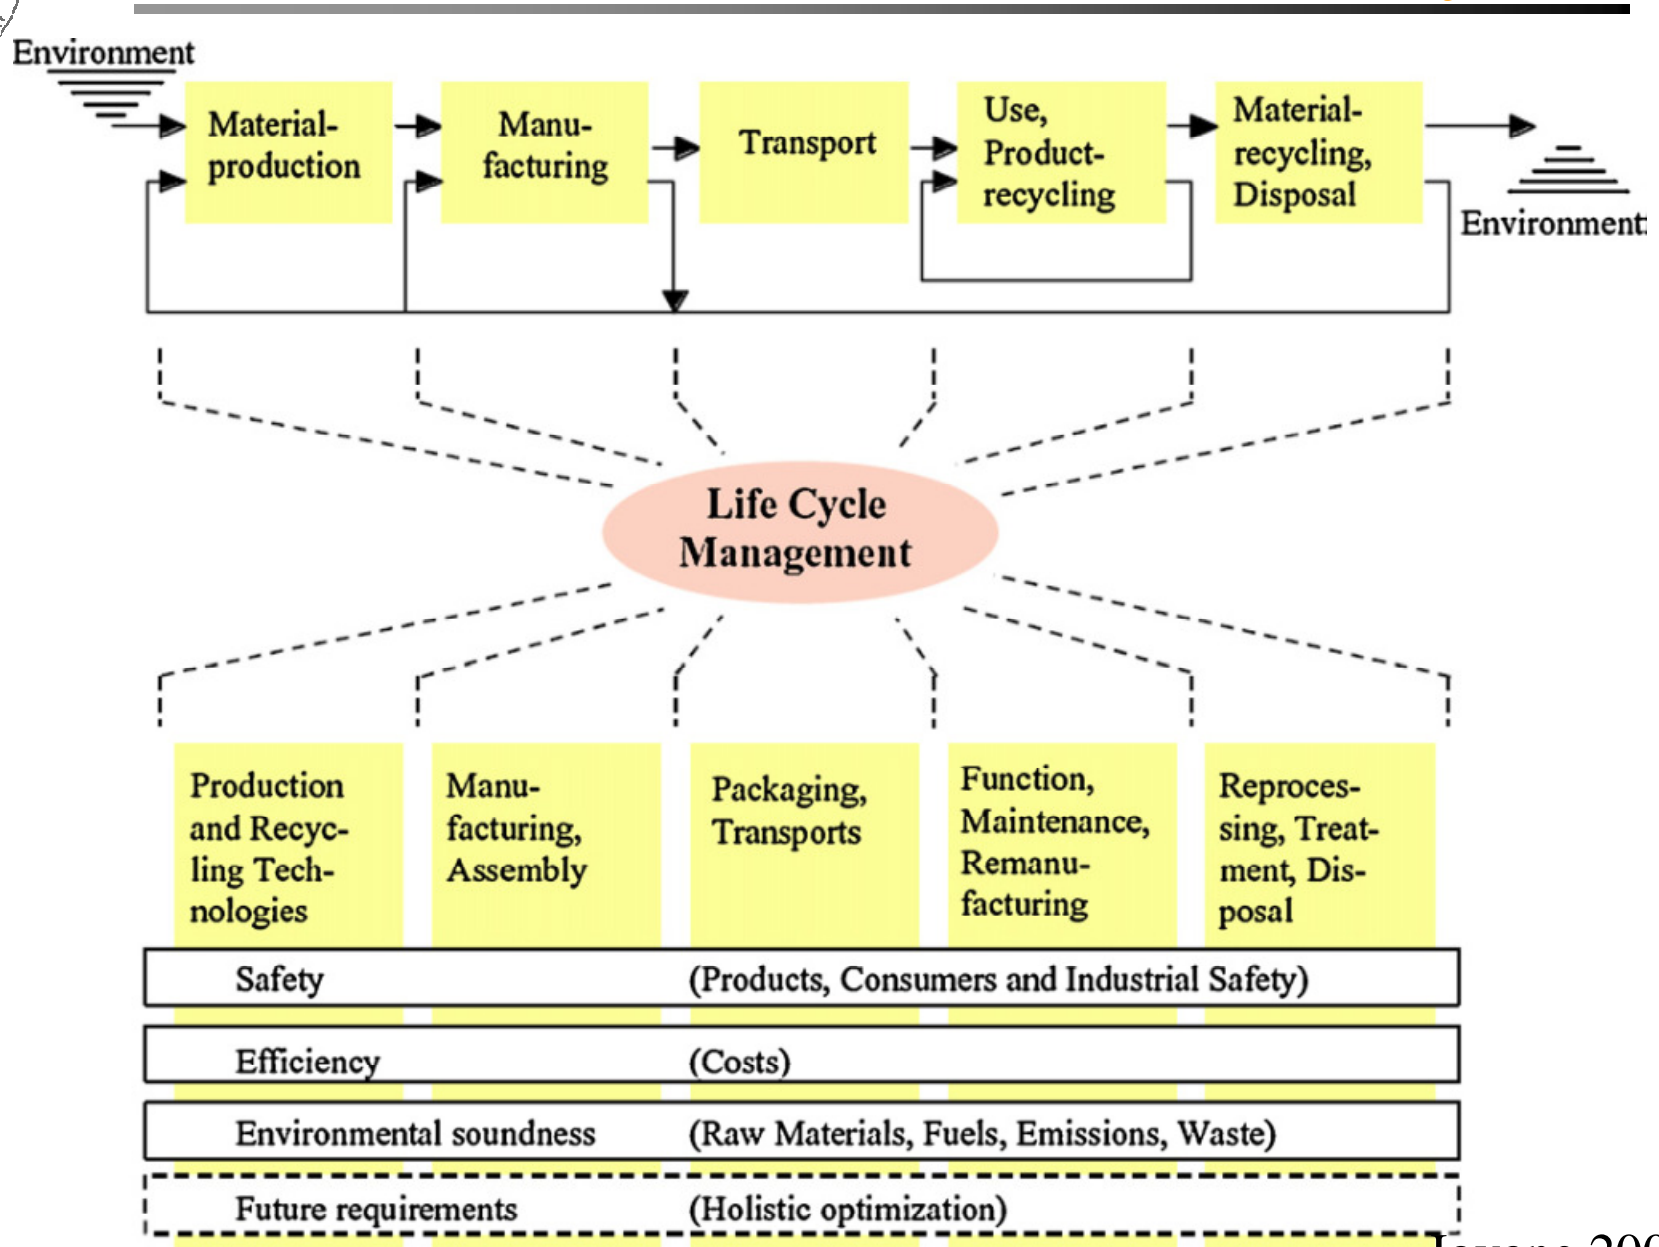 Environment
Material-
production
Manu-
facturing
Transport
Use,
Product-
recycling
Material-
recycling,
Disposal
Environment
Life Cycle
Management
Production
and Recyc-
ling Tech-
nologies
Manu-
facturing,
Assembly
Packaging,
Transports
Function,
Maintenance,
Remanu-
facturing
Reproces-
sing, Treat-
ment, Dis-
posal
Safety (Products, Consumers and Industrial Safety)
Efficiency (Costs)
Environmental soundness (Raw Materials, Fuels, Emissions, Waste)
Future requirements (Holistic optimization)